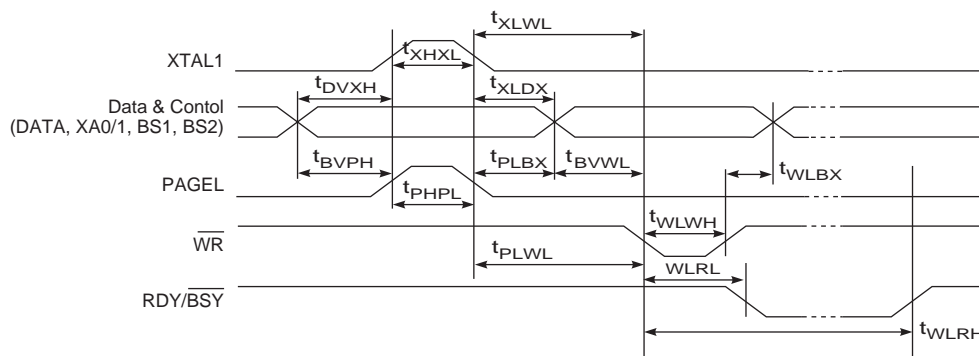 tXLWL
XTAL1
tXHXL
tDVXH
tXLDX
Data & Contol
(DATA, XA0/1, BS1, BS2)
tBVPH
tPLBX
tBVWL
tWLBX
PAGEL
tPHPL
tWLWH
WR
tPLWL
WLRL
RDY/BSY
tWLRH